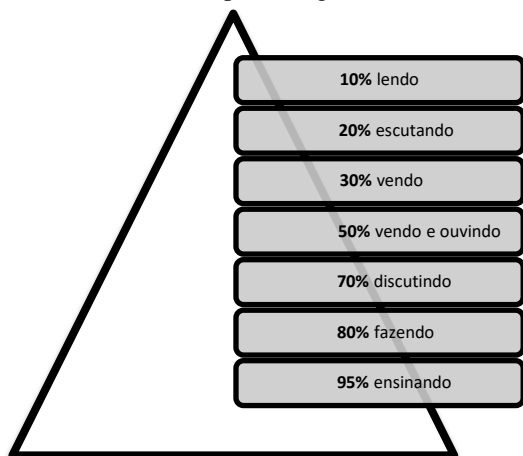 10% lendo
20% escutando
30% vendo
50% vendo e ouvindo
70% discutindo
80% fazendo
95% ensinando